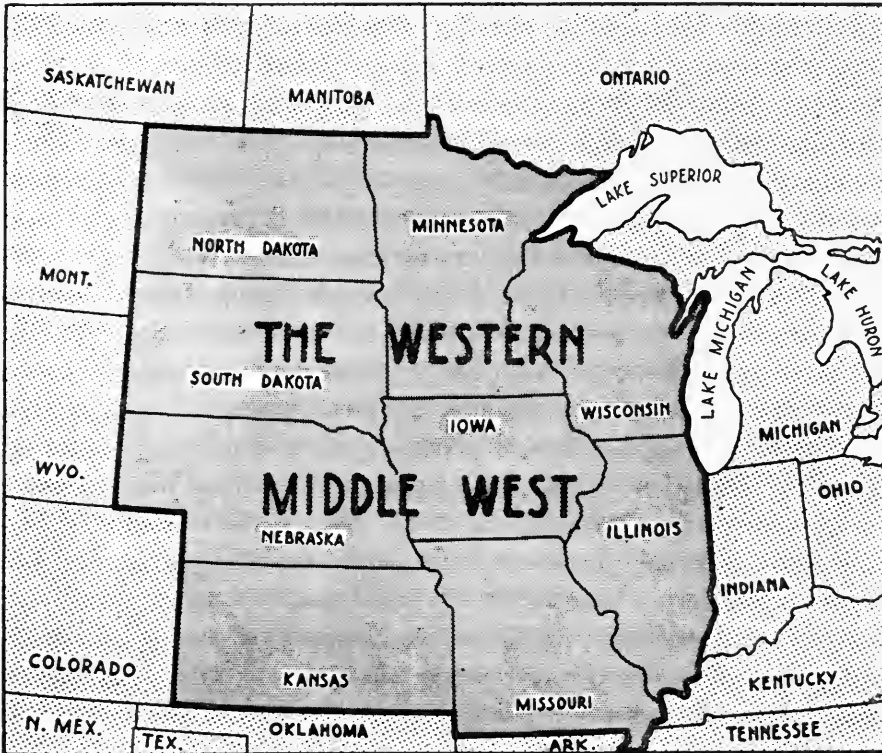 SASKATCHEWAN
MANITOBA
ONTARIO
LAKE SUPERIOR
MINNESOTA
NORTH DAKOTA
MONT.
LAKE MICHIGAN
LAKE HURON
THE WESTERN
SOUTH DAKOTA
WISCONSIN
IOWA
MICHIGAN
WYO.
MIDDLE WEST
OHIO
NEBRASKA
ILLINOIS
INDIANA
COLORADO
KANSAS
MISSOURI
KENTUCKY
N. MEX.
TEX.
OKLAHOMA
ARK.
TENNESSEE